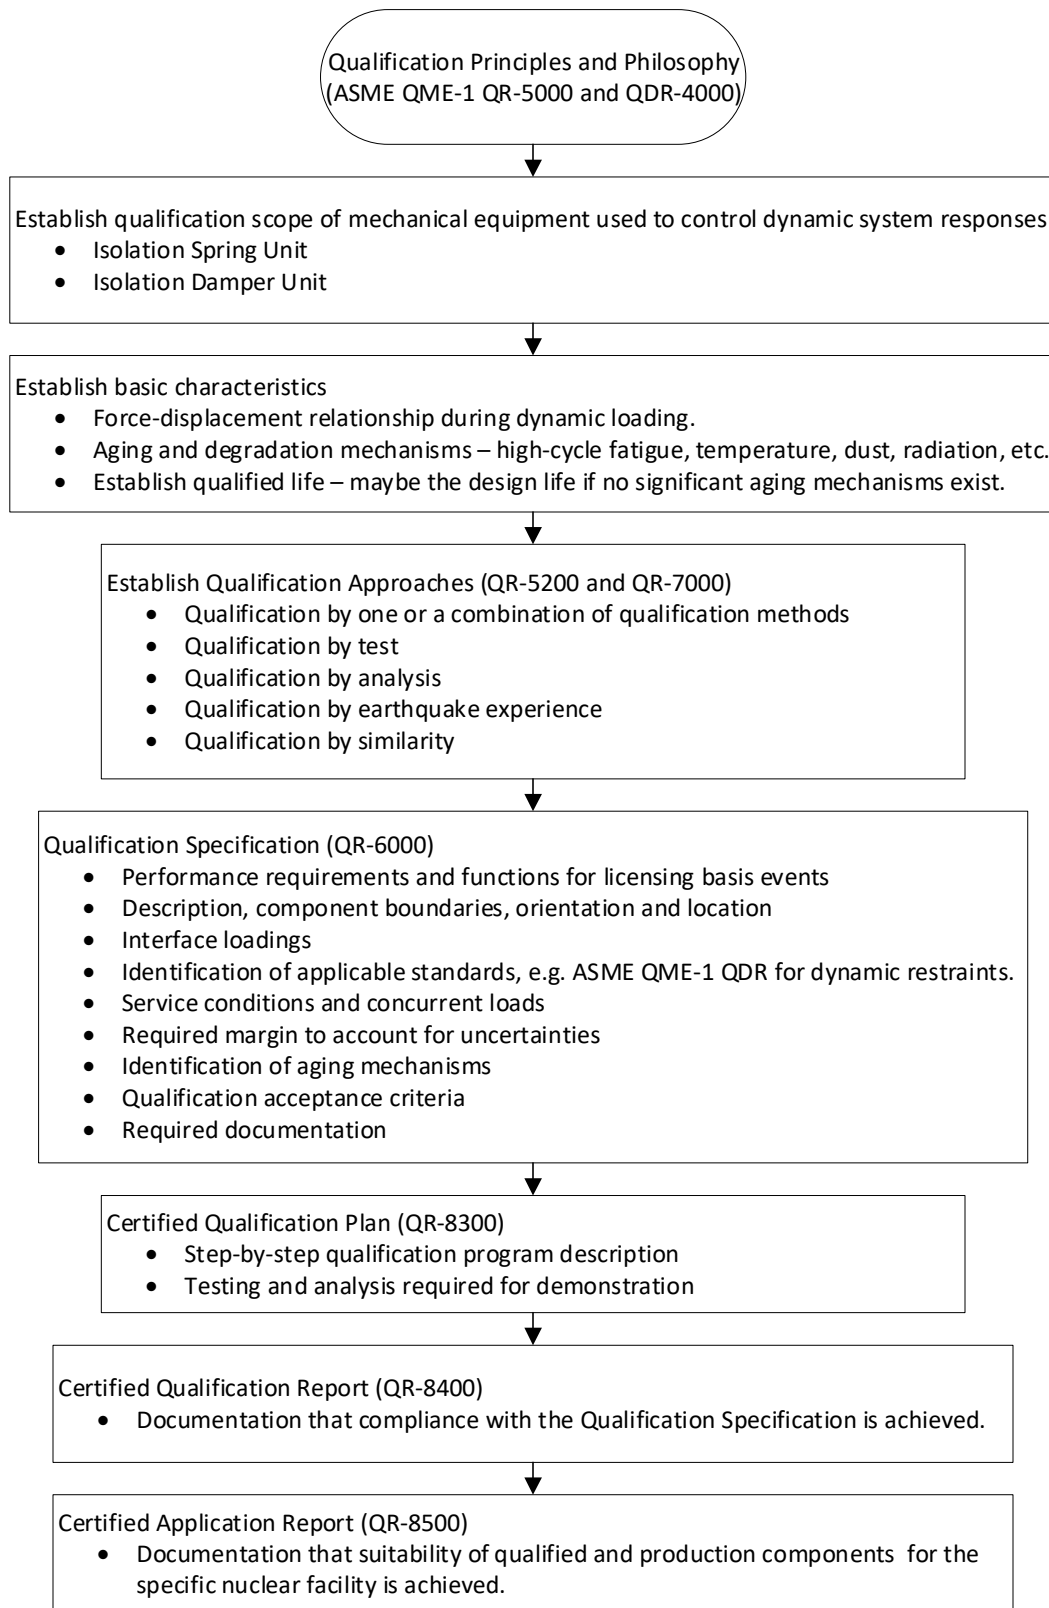 Qualification Principles and Philosophy
(ASME QME-1 QR-5000 and QDR-4000)
Establish qualification scope of mechanical equipment used to control dynamic system responses
• Isolation Spring Unit
• Isolation Damper Unit
Establish basic characteristics
• Force-displacement relationship during dynamic loading.
• Aging and degradation mechanisms – high-cycle fatigue, temperature, dust, radiation, etc.
• Establish qualified life – maybe the design life if no significant aging mechanisms exist.
Establish Qualification Approaches (QR-5200 and QR-7000)
• Qualification by one or a combination of qualification methods
• Qualification by test
• Qualification by analysis
• Qualification by earthquake experience
• Qualification by similarity
Qualification Specification (QR-6000)
• Performance requirements and functions for licensing basis events
• Description, component boundaries, orientation and location
• Interface loadings
• Identification of applicable standards, e.g. ASME QME-1 QDR for dynamic restraints.
• Service conditions and concurrent loads
• Required margin to account for uncertainties
• Identification of aging mechanisms
• Qualification acceptance criteria
• Required documentation
Certified Qualification Plan (QR-8300)
• Step-by-step qualification program description
• Testing and analysis required for demonstration
Certified Qualification Report (QR-8400)
• Documentation that compliance with the Qualification Specification is achieved.
Certified Application Report (QR-8500)
• Documentation that suitability of qualified and production components for the
specific nuclear facility is achieved.